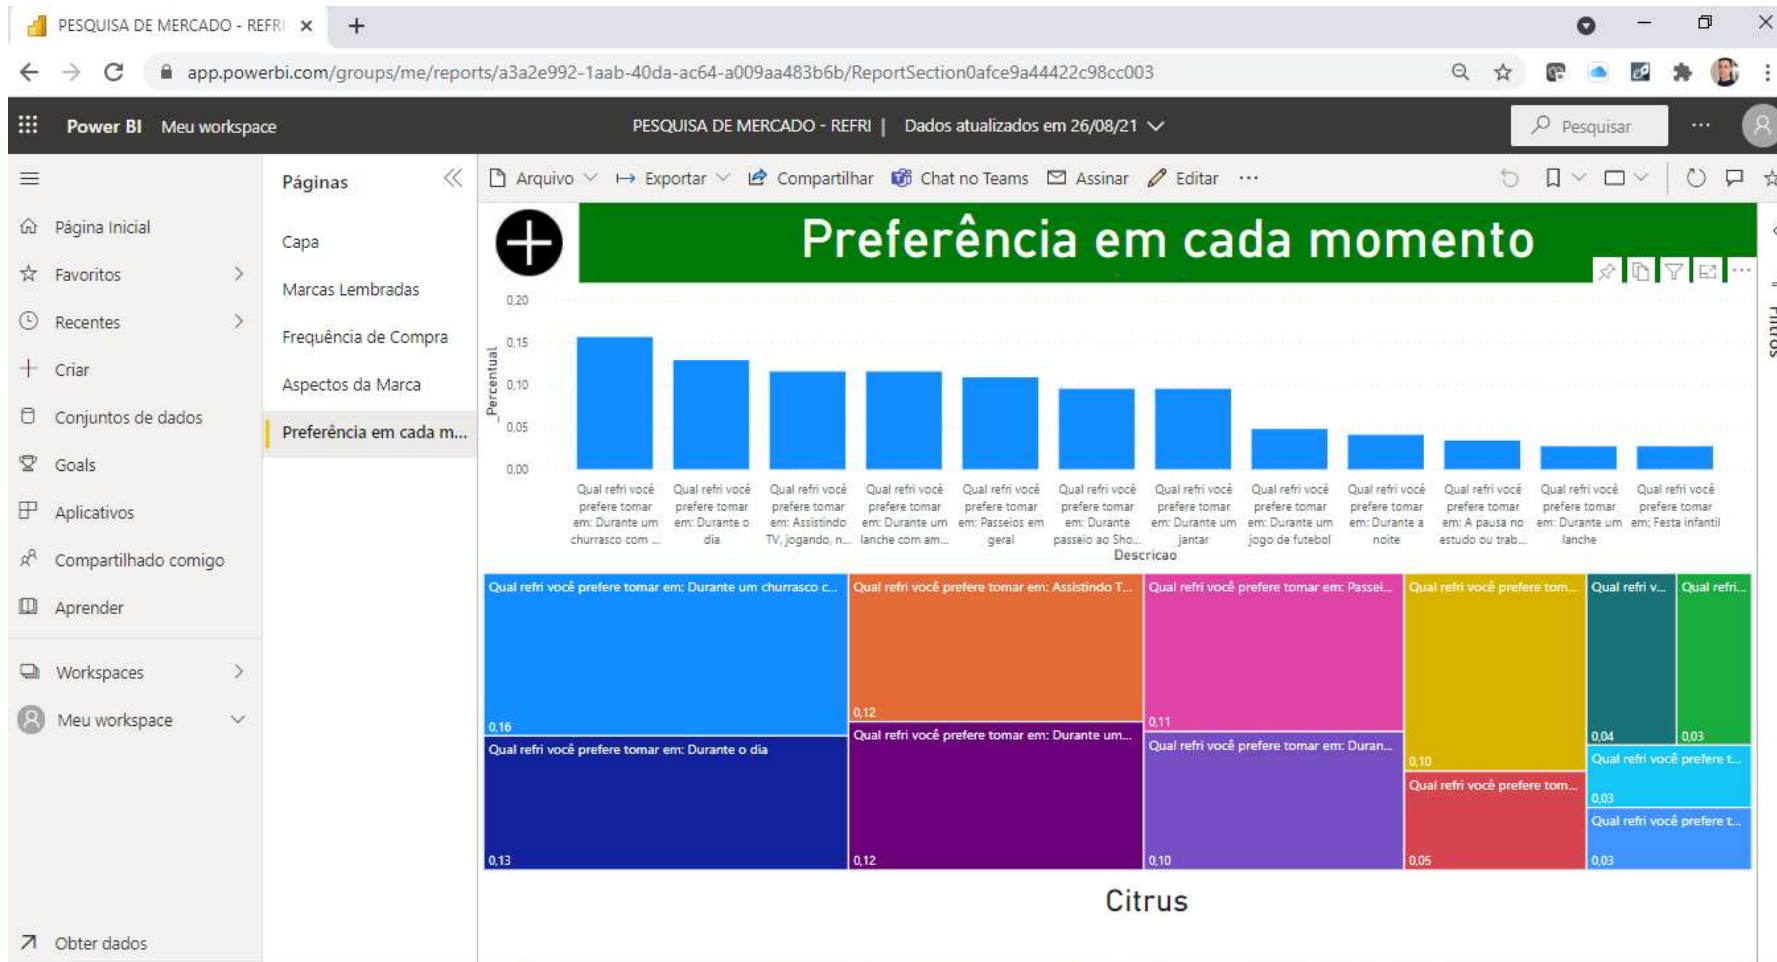 PESQUISA DE MERCADO - REFRI
app.powerbi.com/groups/me/reports/a3a2e992-1aab-40da-ac64-a009aa483b6b/ReportSection0afce9a44422c98cc003
Power BI Meu workspace
PESQUISA DE MERCADO - REFRI | Dados atualizados em 26/08/21
Pesquisar
Página Inicial
Favoritos
Recentes
Criar
Conjuntos de dados
Goals
Aplicativos
Compartilhado comigo
Aprender
Workspaces
Meu workspace
Obter dados
Páginas
Capa
Marcas Lembradas
Frequência de Compra
Aspectos da Marca
Preferência em cada m...
Arquivo Exportar Compartilhar Chat no Teams Assinar Editar ...
Preferência em cada momento
Filtros
_Percentual
0,20
0,15
0,10
0,05
0,00
Qual refri você
prefere tomar
em: Durante um
churrasco com ...
Qual refri você
prefere tomar
em: Durante o
dia
Qual refri você
prefere tomar
em: Assistindo
TV, jogando, n...
Qual refri você
prefere tomar
em: Durante um
lanche com am...
Qual refri você
prefere tomar
em: Passeios em
geral
Qual refri você
prefere tomar
em: Durante
passeio ao Sho...
Qual refri você
prefere tomar
em: Durante um
jantar
Qual refri você
prefere tomar
em: Durante um
jogo de futebol
Qual refri você
prefere tomar
em: Durante a
noite
Qual refri você
prefere tomar
em: A pausa no
estudo ou trab...
Qual refri você
prefere tomar
em: Durante um
lanche
Qual refri você
prefere tomar
em: Festa infantil
Descricao
Qual refri você prefere tomar em: Durante um churrasco c...
0,16
Qual refri você prefere tomar em: Durante o dia
0,13
Qual refri você prefere tomar em: Assistindo T...
0,12
Qual refri você prefere tomar em: Durante um...
0,12
Qual refri você prefere tomar em: Passei...
0,11
Qual refri você prefere tomar em: Duran...
0,10
Qual refri você prefere tom...
0,10
Qual refri você prefere tom...
0,05
Qual refri v...
0,04
Qual refri...
0,03
Qual refri você prefere t...
0,03
Qual refri você prefere t...
0,03
Citrus